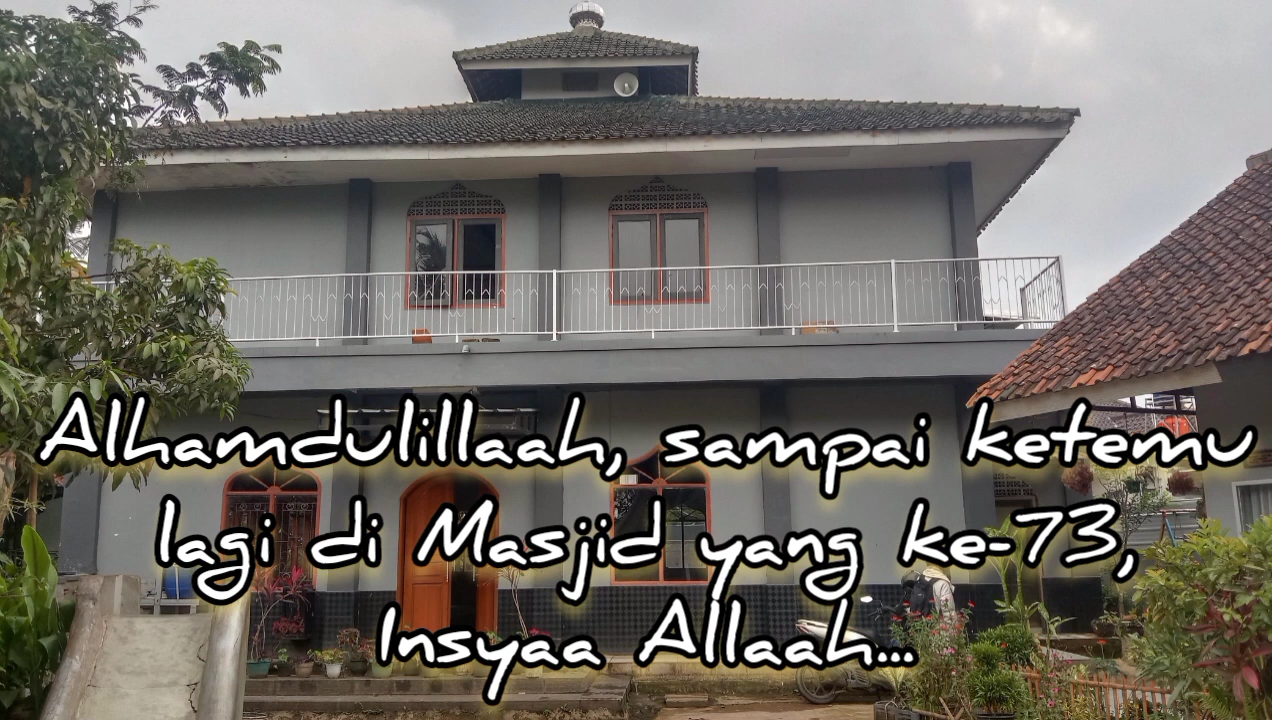 Alhamdulillaah, sampai ketemu
lagi di Masjid yang ke-73,
Insyaa Allaah...